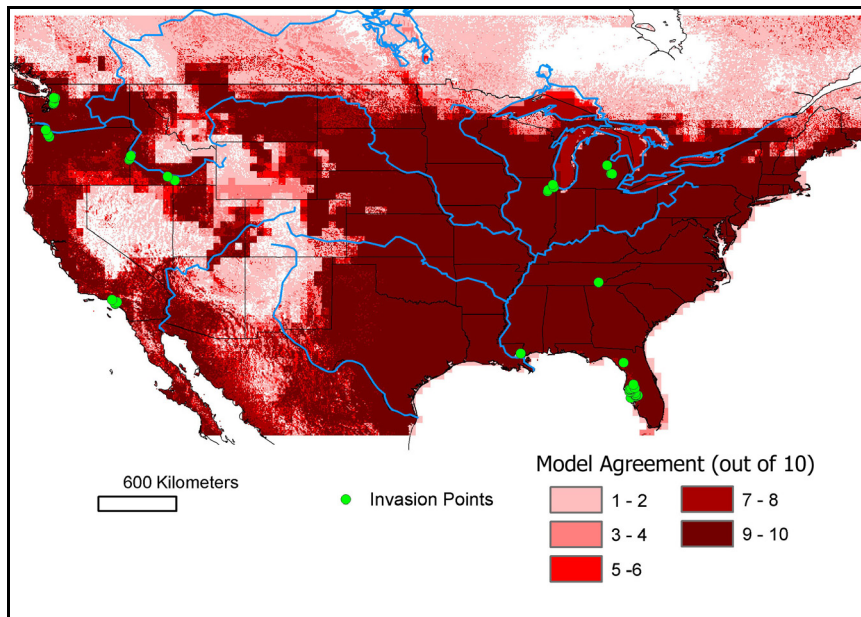 600 Kilometers
Invasion Points
Model Agreement (out of 10)
1 - 2
7 - 8
3 - 4
9 - 10
5 -6